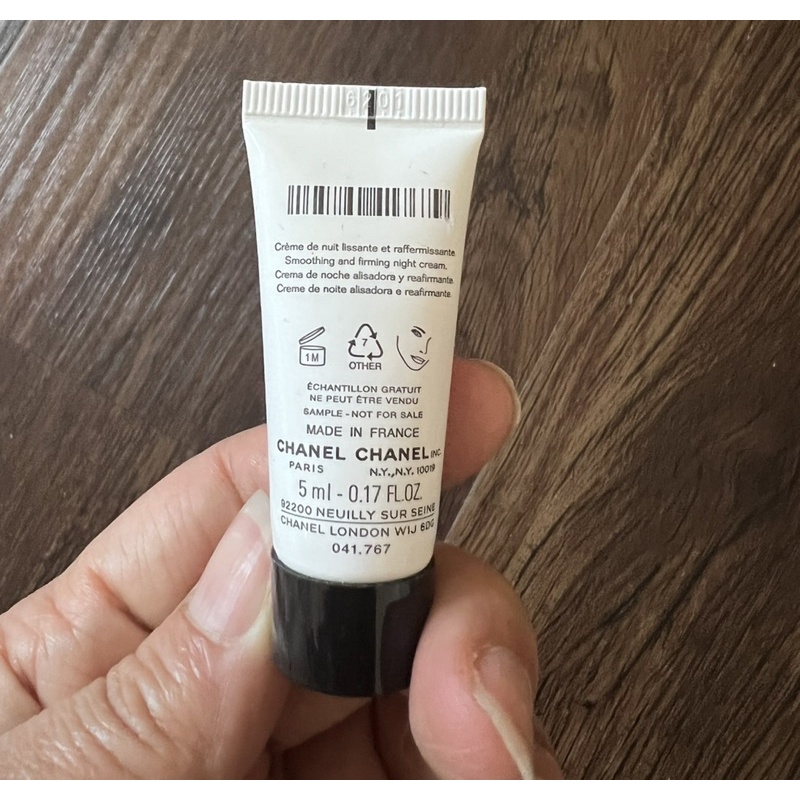 6201
Crème de nuit lissante et raffermissante.
Smoothing and firming night cream.
Crema de noche alisadora y reafirmante.
Creme de noite alisadora e reafirmante.
1M
7
OTHER
ÉCHANTILLON GRATUIT
NE PEUT ÊTRE VENDU
SAMPLE - NOT FOR SALE
MADE IN FRANCE
CHANEL CHANEL INC.
PARIS N.Y., N.Y. 10019
5 ml - 0.17 FL.OZ.
92200 NEUILLY SUR SEINE
CHANEL LONDON W1J 6DG
041.767